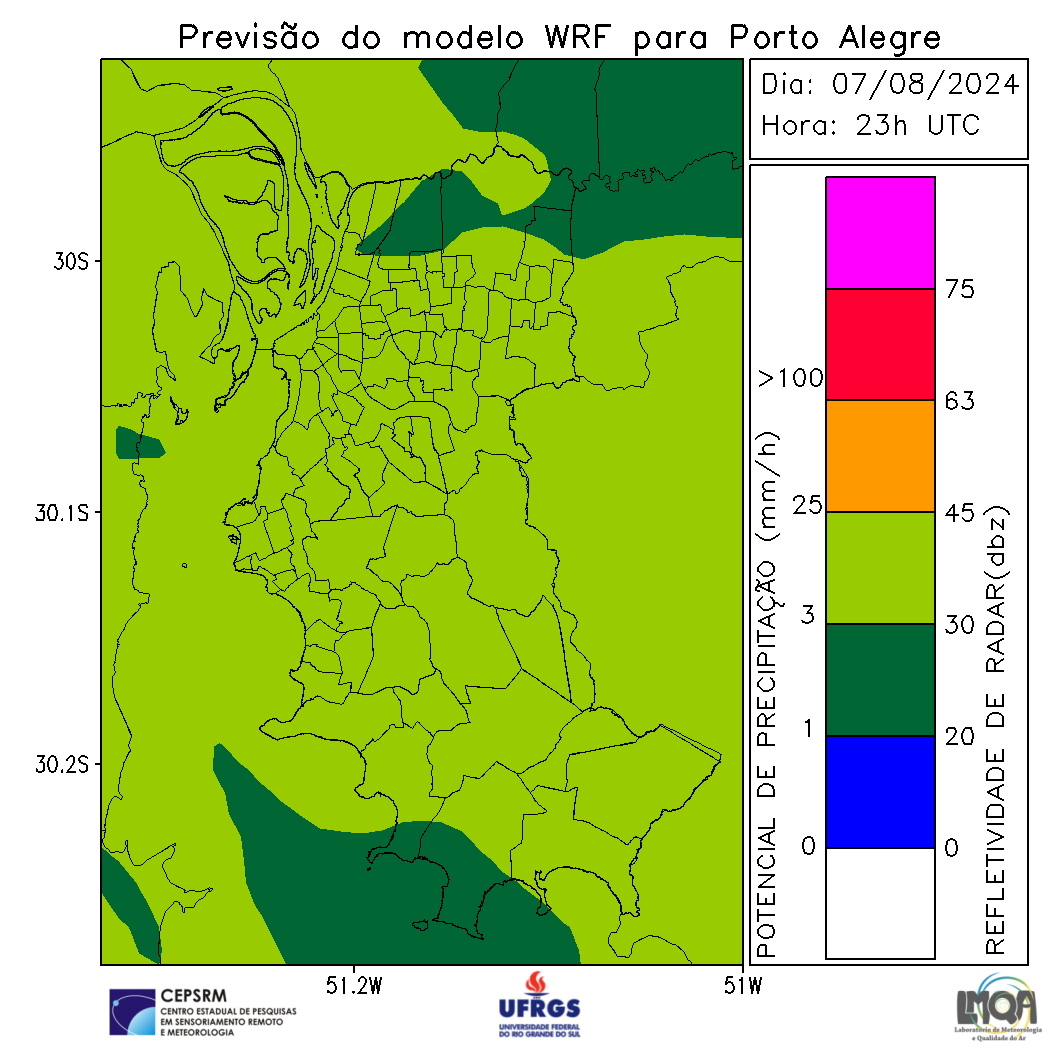 Previsão do modelo WRF para Porto Alegre
Dia: 07/08/2024
Hora: 23h UTC
30S
30.1S
30.2S
51.2W
51W
POTENCIAL DE PRECIPITAÇÃO (mm/h)
>100
25
3
1
0
75
63
45
30
20
0
REFLETIVIDADE DE RADAR(dbz)
CEPSRM
CENTRO ESTADUAL DE PESQUISAS
EM SENSORIAMENTO REMOTO
E METEOROLOGIA
UFRGS
UNIVERSIDADE FEDERAL
DO RIO GRANDE DO SUL
LMQA
Laboratório de Meteorologia
e Qualidade do Ar